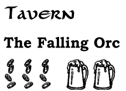 Tavern
The Falling Orc